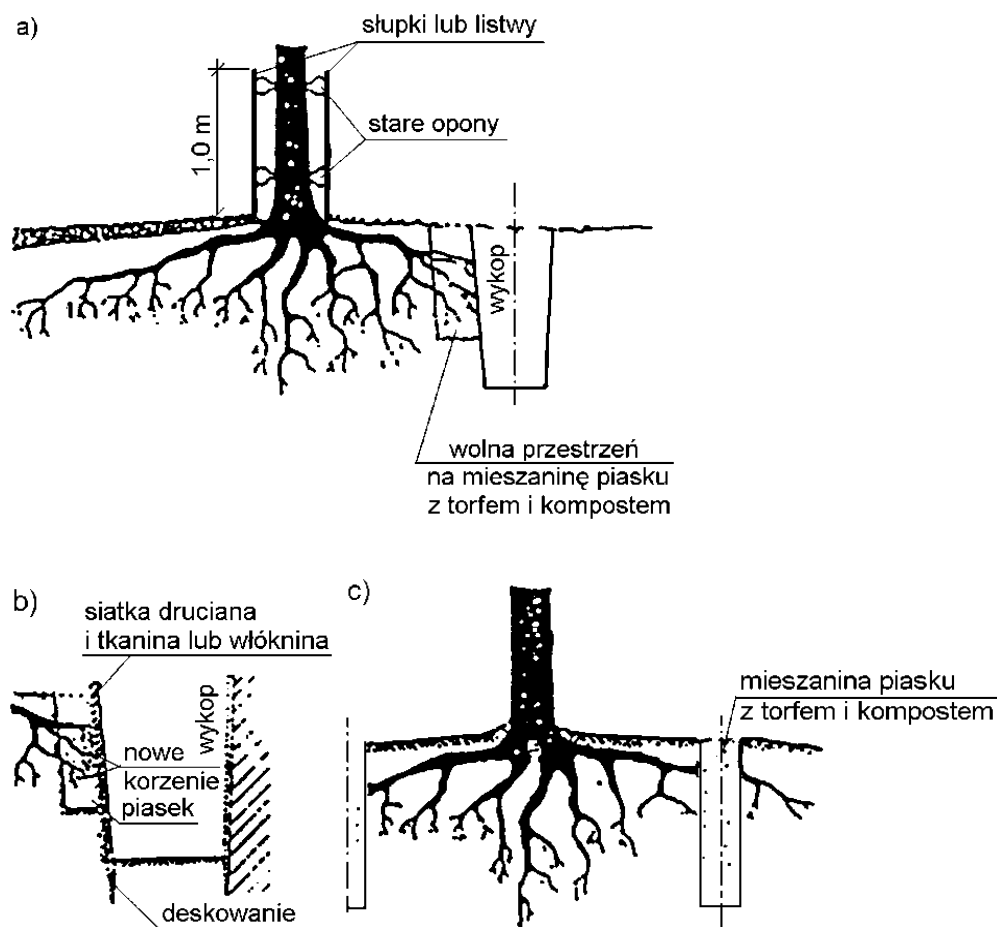 a)
słupki lub listwy
stare opony
1,0 m
wykop
wolna przestrzeń
na mieszaninę piasku
z torfem i kompostem
b)
siatka druciana
i tkanina lub włóknina
wykop
nowe
korzenie
piasek
deskowanie
c)
mieszanina piasku
z torfem i kompostem